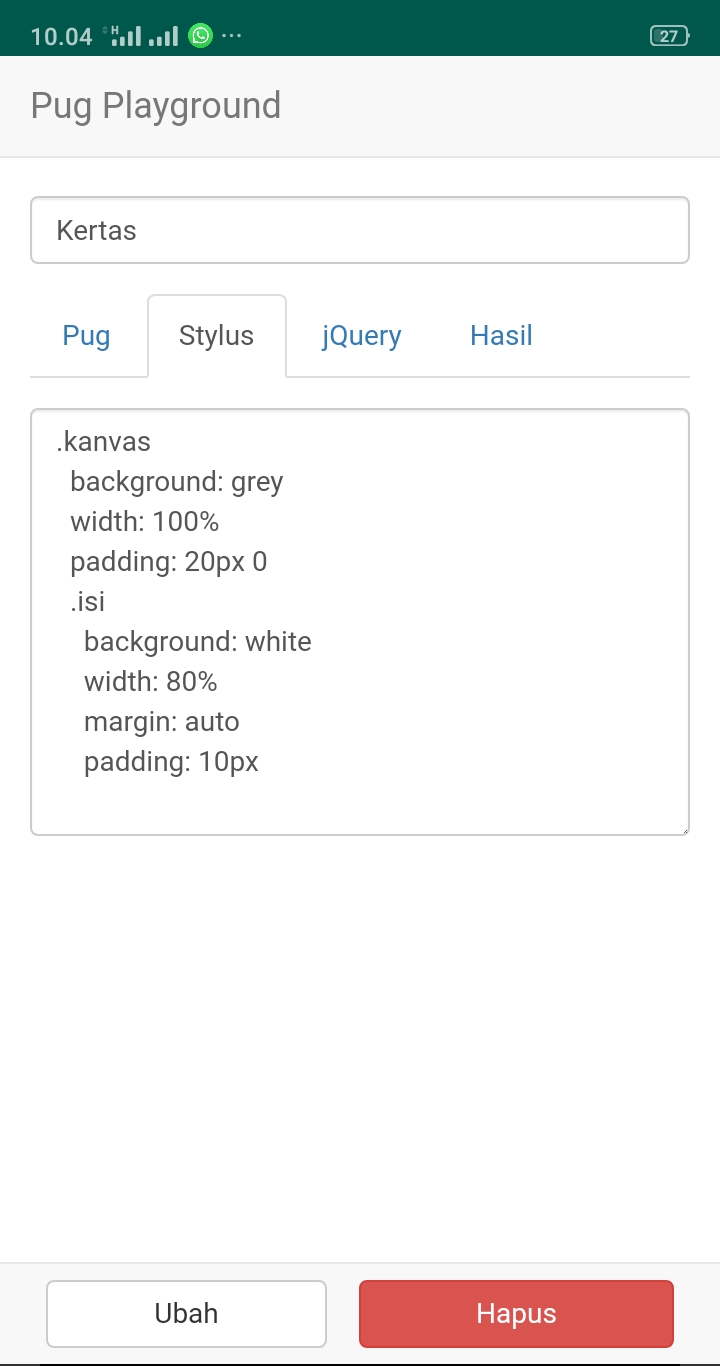 10.04 H ... 27
Pug Playground
Kertas
Pug Stylus jQuery Hasil
.kanvas
  background: grey
  width: 100%
  padding: 20px 0
  .isi
    background: white
    width: 80%
    margin: auto
    padding: 10px
Ubah Hapus